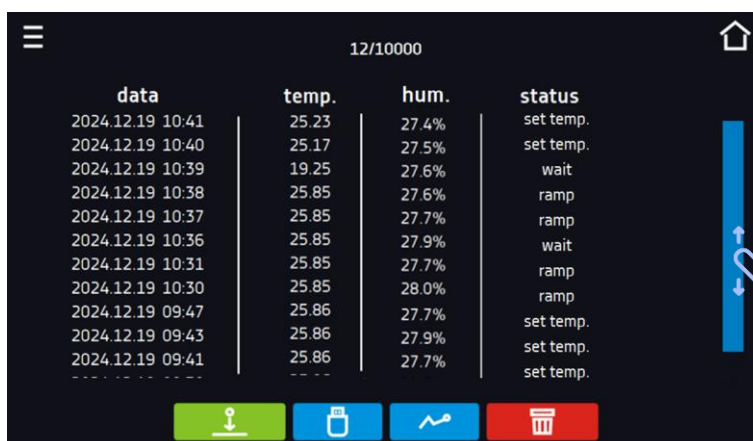 12/10000
data temp. hum. status
2024.12.19 10:41 25.23 27.4% set temp.
2024.12.19 10:40 25.17 27.5% set temp.
2024.12.19 10:39 19.25 27.6% wait
2024.12.19 10:38 25.85 27.6% ramp
2024.12.19 10:37 25.85 27.7% ramp
2024.12.19 10:36 25.85 27.9% wait
2024.12.19 10:31 25.85 27.7% ramp
2024.12.19 10:30 25.85 28.0% ramp
2024.12.19 09:47 25.86 27.7% set temp.
2024.12.19 09:43 25.86 27.9% set temp.
2024.12.19 09:41 25.86 27.7% set temp.